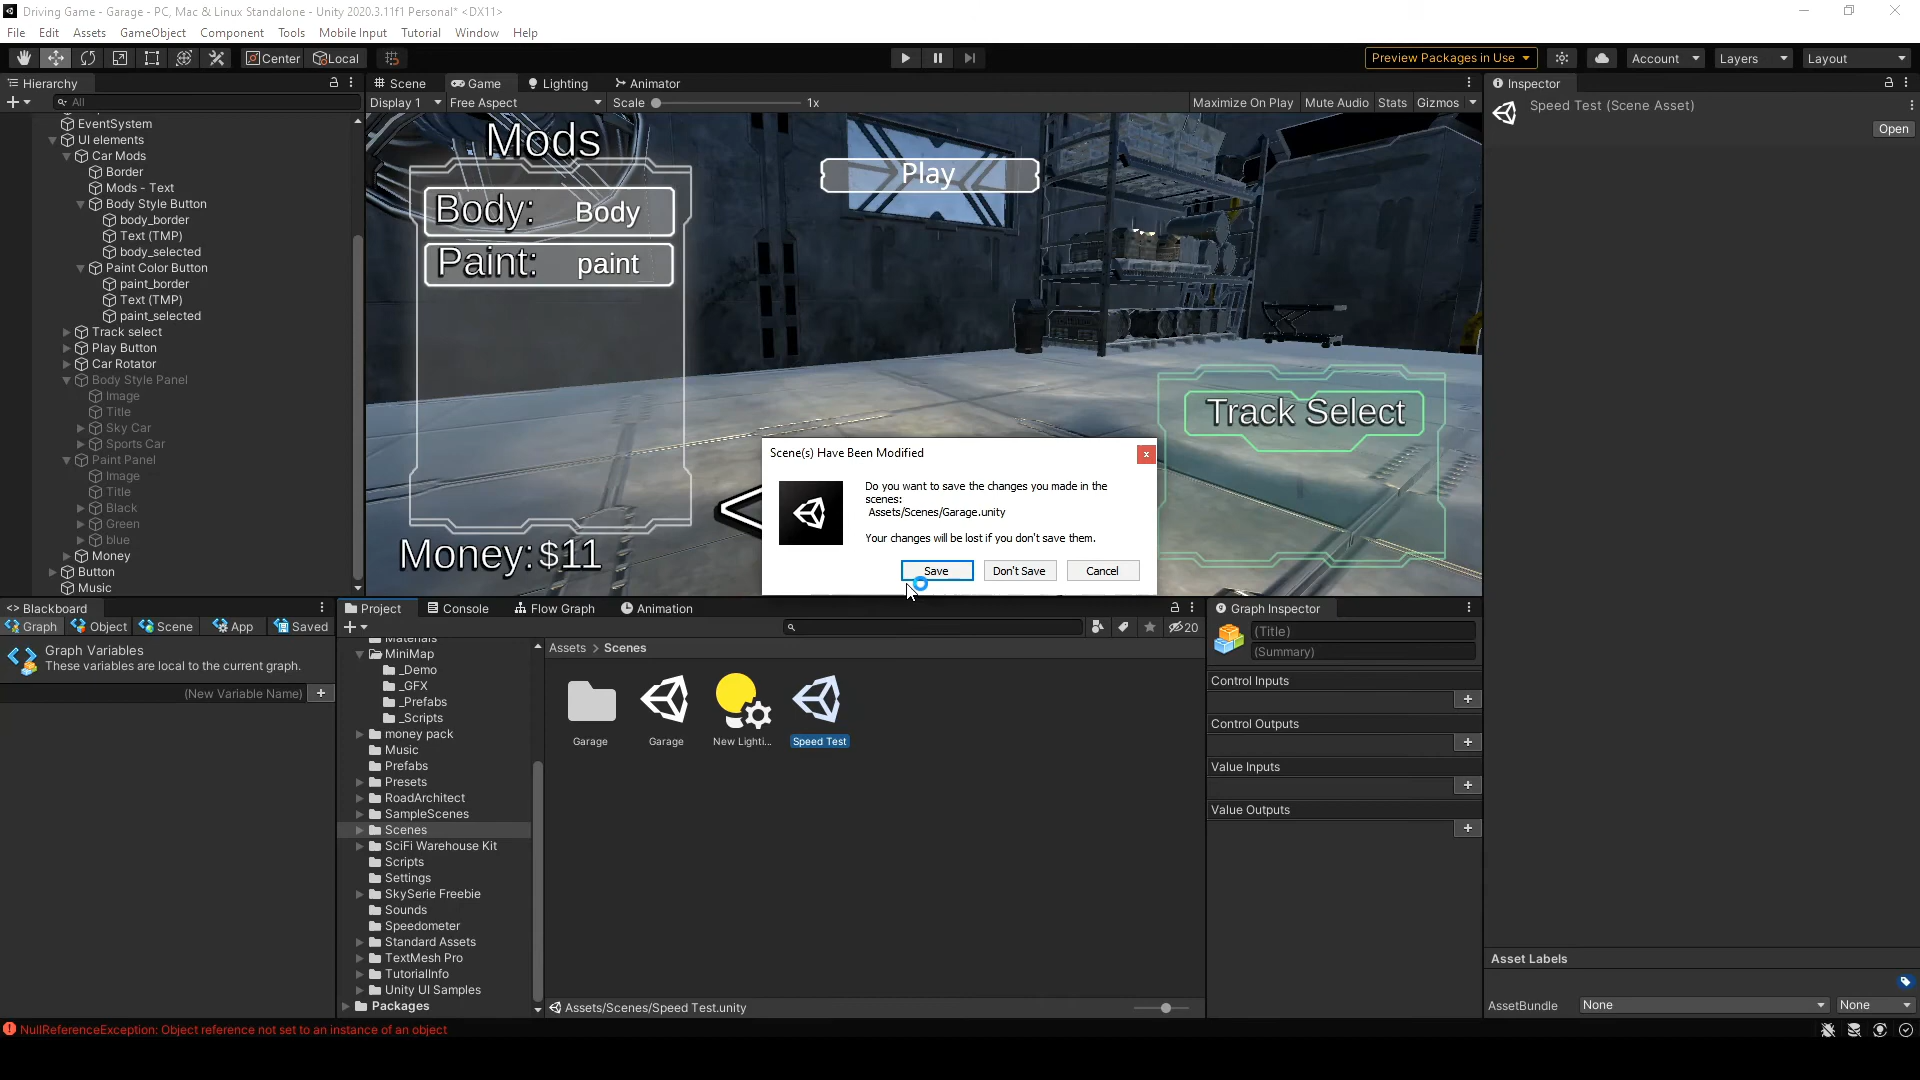 Driving Game - Garage - PC, Mac & Linux Standalone - Unity 2020.3.11f1 Personal* <DX11>
File Edit Assets GameObject Component Tools Mobile Input Tutorial Window Help
Center Local Preview Packages in Use Account Layers Layout
Hierarchy
All
EventSystem
UI elements
Car Mods
Border
Mods - Text
Body Style Button
body_border
Text (TMP)
body_selected
Paint Color Button
paint_border
Text (TMP)
paint_selected
Track select
Play Button
Car Rotator
Body Style Panel
Image
Title
Sky Car
Sports Car
Paint Panel
Image
Title
Black
Green
blue
Money
Button
Music
Scene Game Lighting Animator
Display 1 Free Aspect Scale 1x Maximize On Play Mute Audio Stats Gizmos
Mods
Body: Body
Paint: paint
Money: $11
Play
Track Select
Scene(s) Have Been Modified
x
Do you want to save the changes you made in the
scenes:
Assets/Scenes/Garage.unity
Your changes will be lost if you don't save them.
Save Don't Save Cancel
Inspector
Speed Test (Scene Asset)
Open
Blackboard
Graph Object Scene App Saved
Graph Variables
These variables are local to the current graph.
(New Variable Name) +
Project Console Flow Graph Animation
20
Materials
MiniMap
_Demo
_GFX
_Prefabs
_Scripts
money pack
Music
Prefabs
Presets
RoadArchitect
SampleScenes
Scenes
SciFi Warehouse Kit
Scripts
Settings
SkySerie Freebie
Sounds
Speedometer
Standard Assets
TextMesh Pro
TutorialInfo
Unity UI Samples
Packages
Assets > Scenes
Garage Garage New Lighti... Speed Test
Assets/Scenes/Speed Test.unity
Graph Inspector
(Title)
(Summary)
Control Inputs
+
Control Outputs
+
Value Inputs
+
Value Outputs
+
Asset Labels
AssetBundle None None
NullReferenceException: Object reference not set to an instance of an object